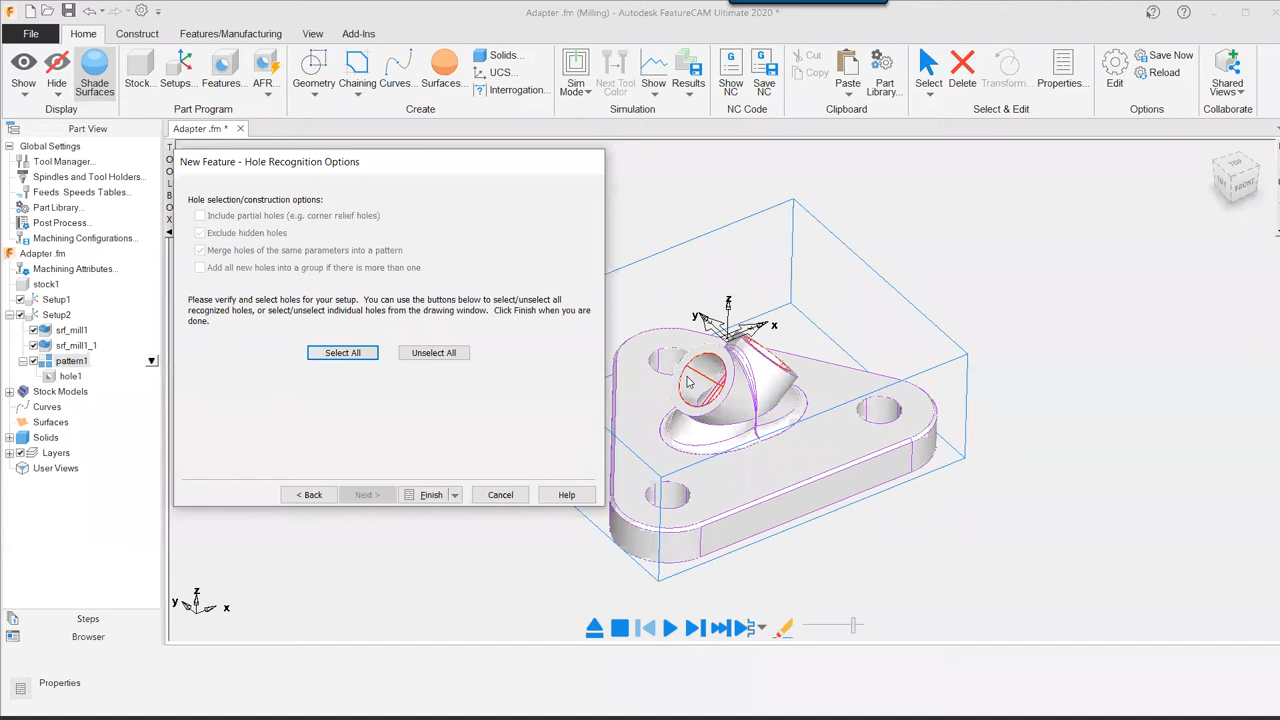 Adapter .fm (Milling) - Autodesk FeatureCAM Ultimate 2020 *
File Home Construct Features/Manufacturing View Add-Ins
Show Hide Shade Surfaces
Display
Stock... Setups... Features... AFR...
Part Program
Geometry Chaining Curves... Surfaces...
Solids...
UCS...
Interrogation...
Create
Sim Mode Next Tool Color Show Results
Simulation
Show NC Save NC
NC Code
Cut
Copy
Paste Part Library...
Clipboard
Select Delete Transform... Properties...
Select & Edit
Edit
Save Now
Reload
Options
Shared Views
Collaborate
Part View
Adapter .fm *
Global Settings
Tool Manager...
Spindles and Tool Holders...
Feeds Speeds Tables...
Part Library...
Post Process...
Machining Configurations...
Adapter.fm
Machining Attributes...
stock1
Setup1
Setup2
srf_mill1
srf_mill1_1
pattern1
hole1
Stock Models
Curves
Surfaces
Solids
Layers
User Views
Steps
Browser
Properties
T
O
L
B
O
X
New Feature - Hole Recognition Options
Hole selection/construction options:
Include partial holes (e.g. corner relief holes)
Exclude hidden holes
Merge holes of the same parameters into a pattern
Add all new holes into a group if there is more than one
Please verify and select holes for your setup. You can use the buttons below to select/unselect all
recognized holes, or select/unselect individual holes from the drawing window. Click Finish when you are
done.
Select All Unselect All
< Back Next > Finish Cancel Help
TOP
FRONT
z
y x
z
y x